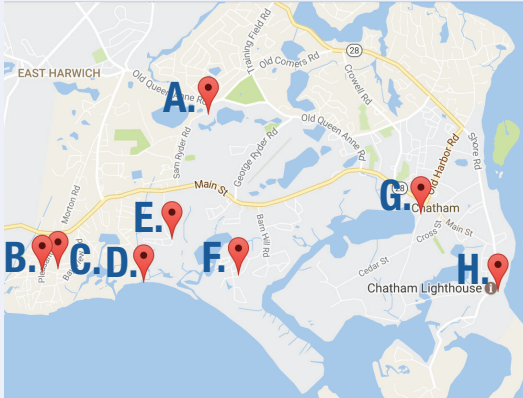 28
Training Field Rd
Old Comers Rd
EAST HARWICH
Crowell Rd
Old Queen Anne Rd
A.
Old Queen Anne Rd
Shore Rd
George Ryder Rd
Sam Ryder Rd
Old Harbor Rd
Main St
28
G.
Morton Rd
Chatham
E.
Barn Hill Rd
Main St
Cross St
B.
C.
D.
F.
Cedar St
H.
Chatham Lighthouse